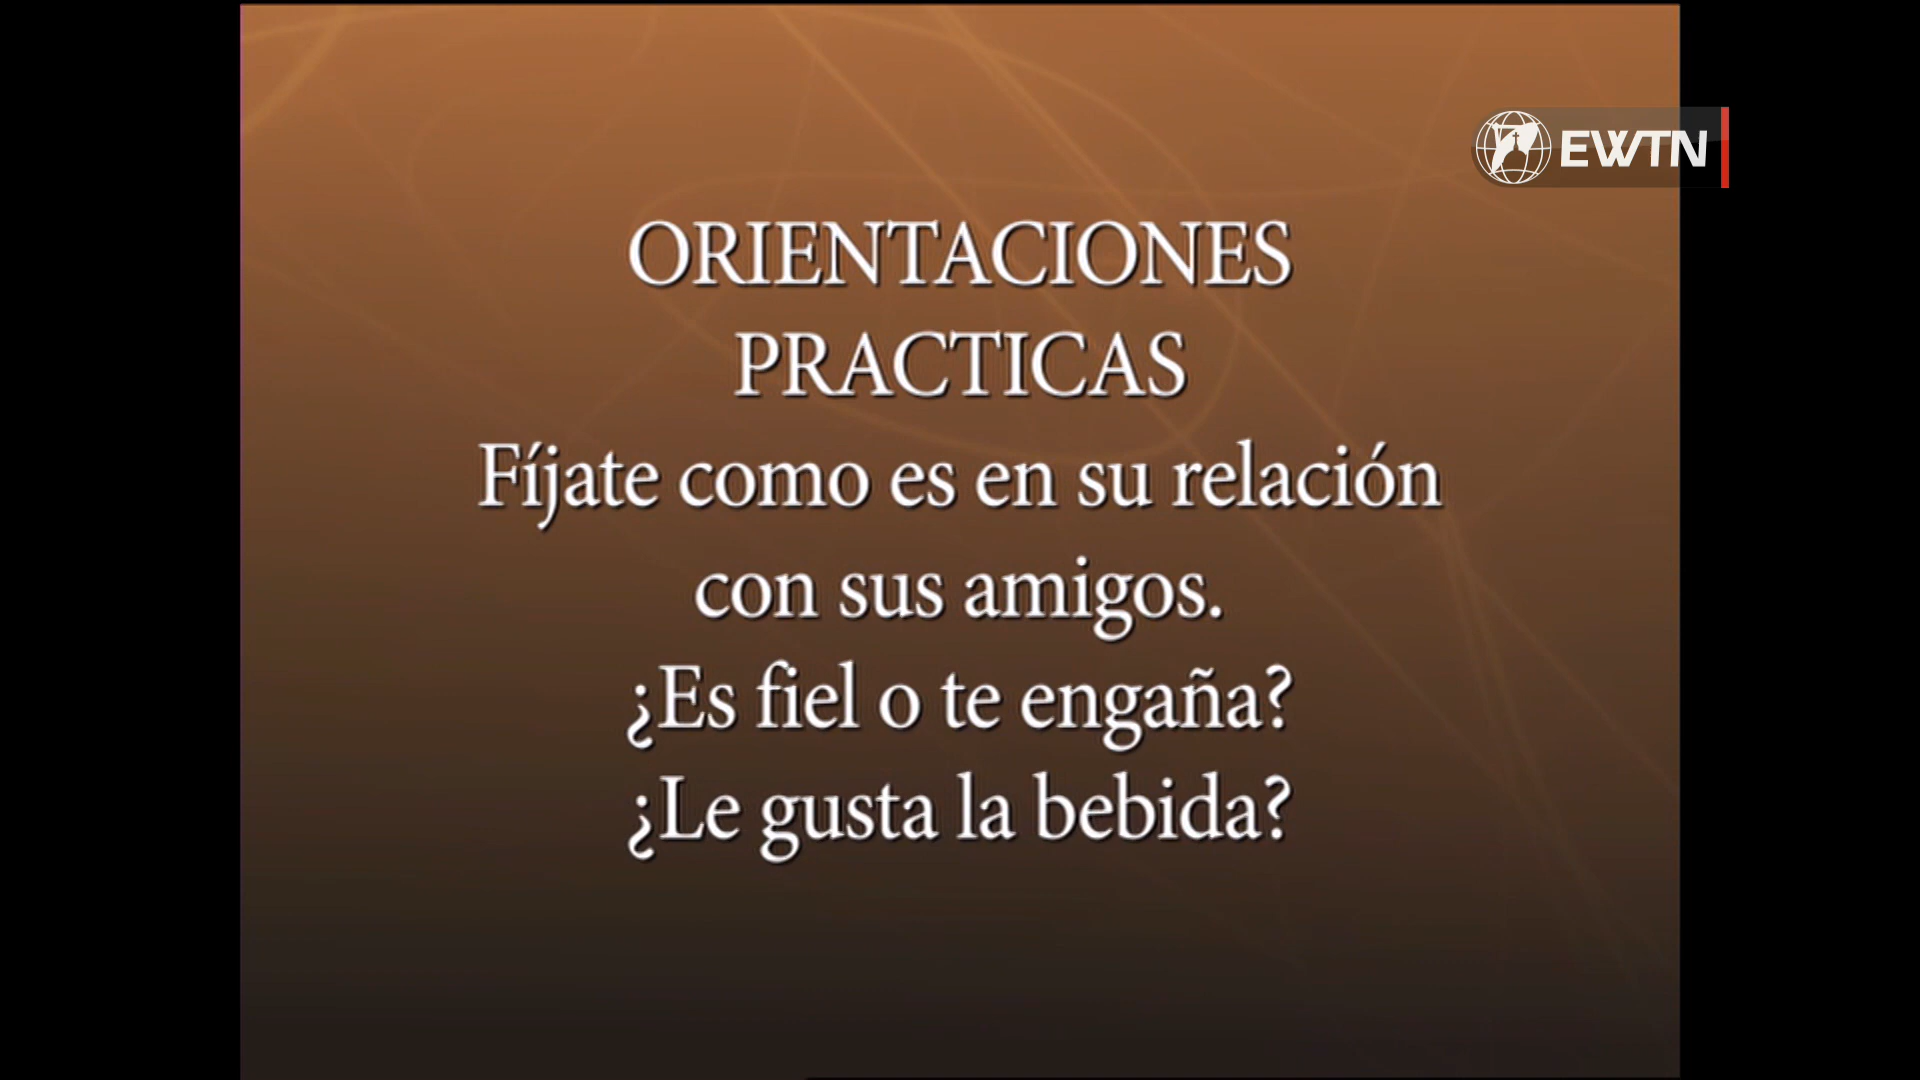 EWTN
ORIENTACIONES
PRACTICAS
Fíjate como es en su relación
con sus amigos.
¿Es fiel o te engaña?
¿Le gusta la bebida?